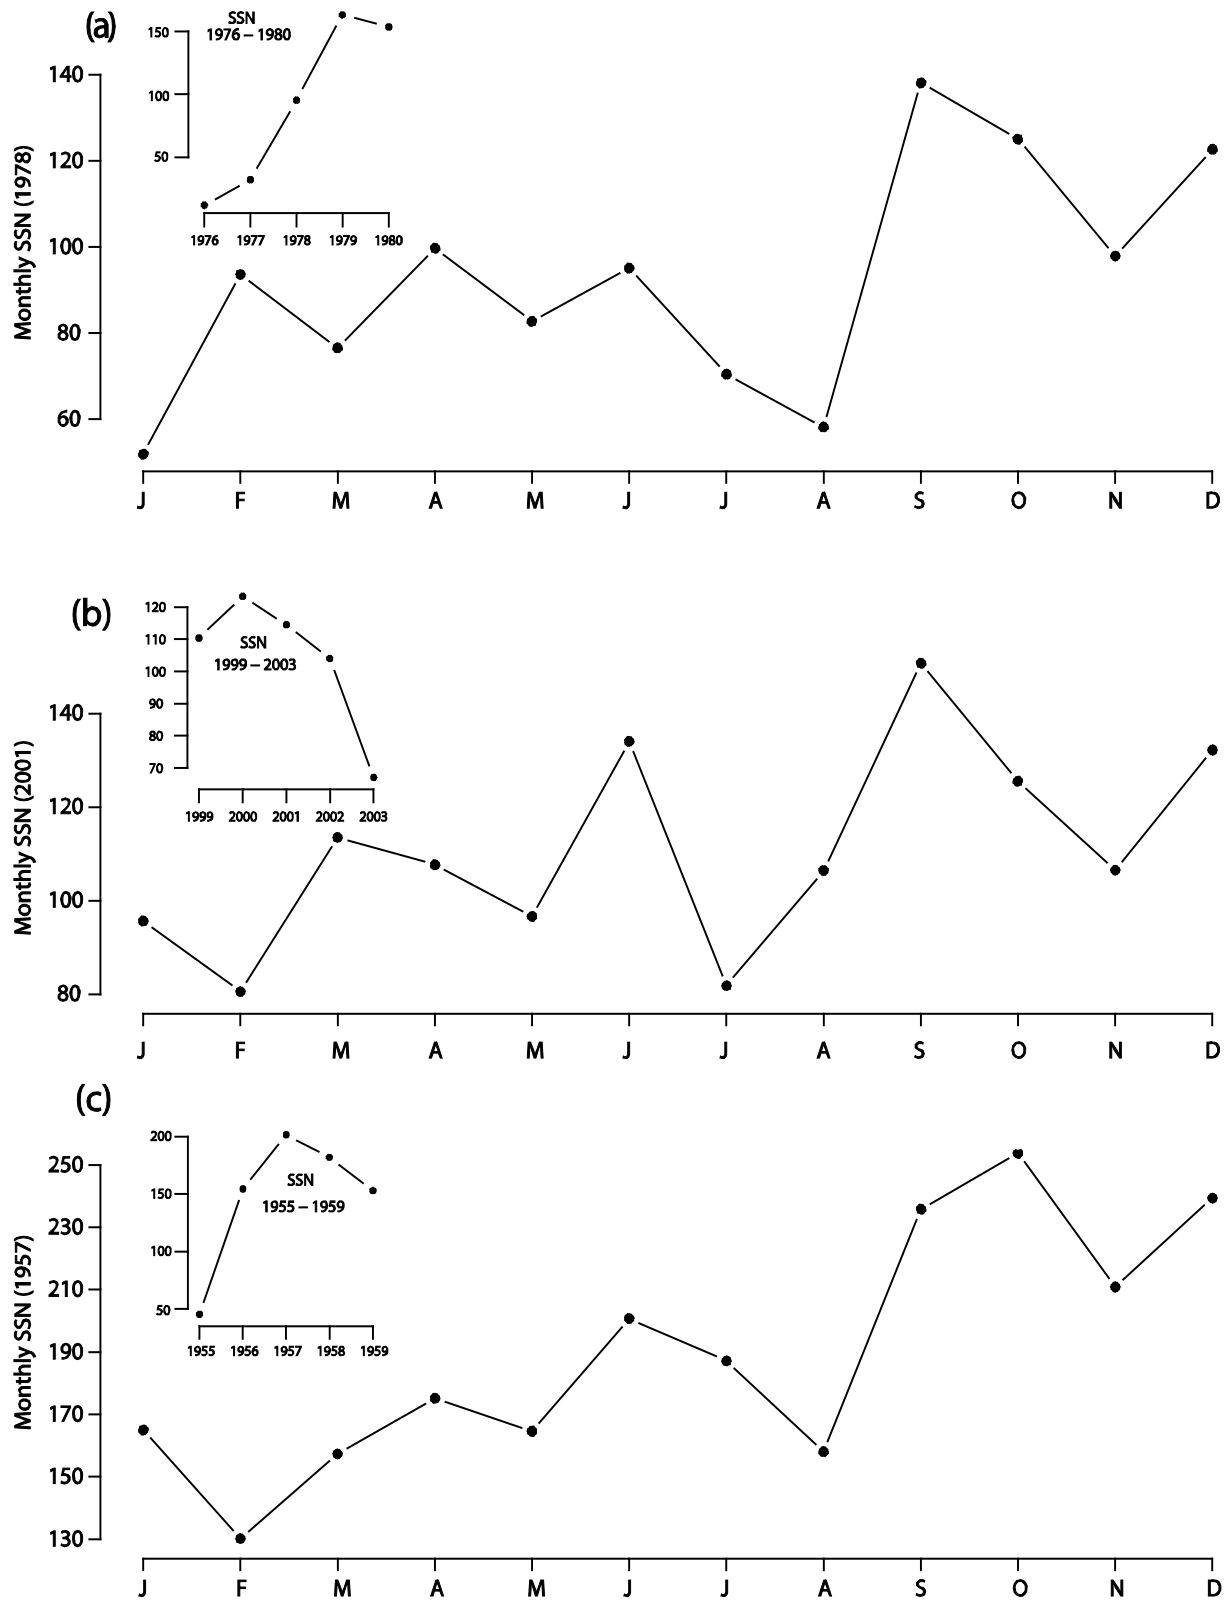 (a)
SSN
1976 – 1980
150
100
50
1976 1977 1978 1979 1980
Monthly SSN (1978)
140
120
100
80
60
J F M A M J J A S O N D
(b)
SSN
1999 – 2003
120
110
100
90
80
70
1999 2000 2001 2002 2003
Monthly SSN (2001)
140
120
100
80
J F M A M J J A S O N D
(c)
SSN
1955 – 1959
200
150
100
50
1955 1956 1957 1958 1959
Monthly SSN (1957)
250
230
210
190
170
150
130
J F M A M J J A S O N D